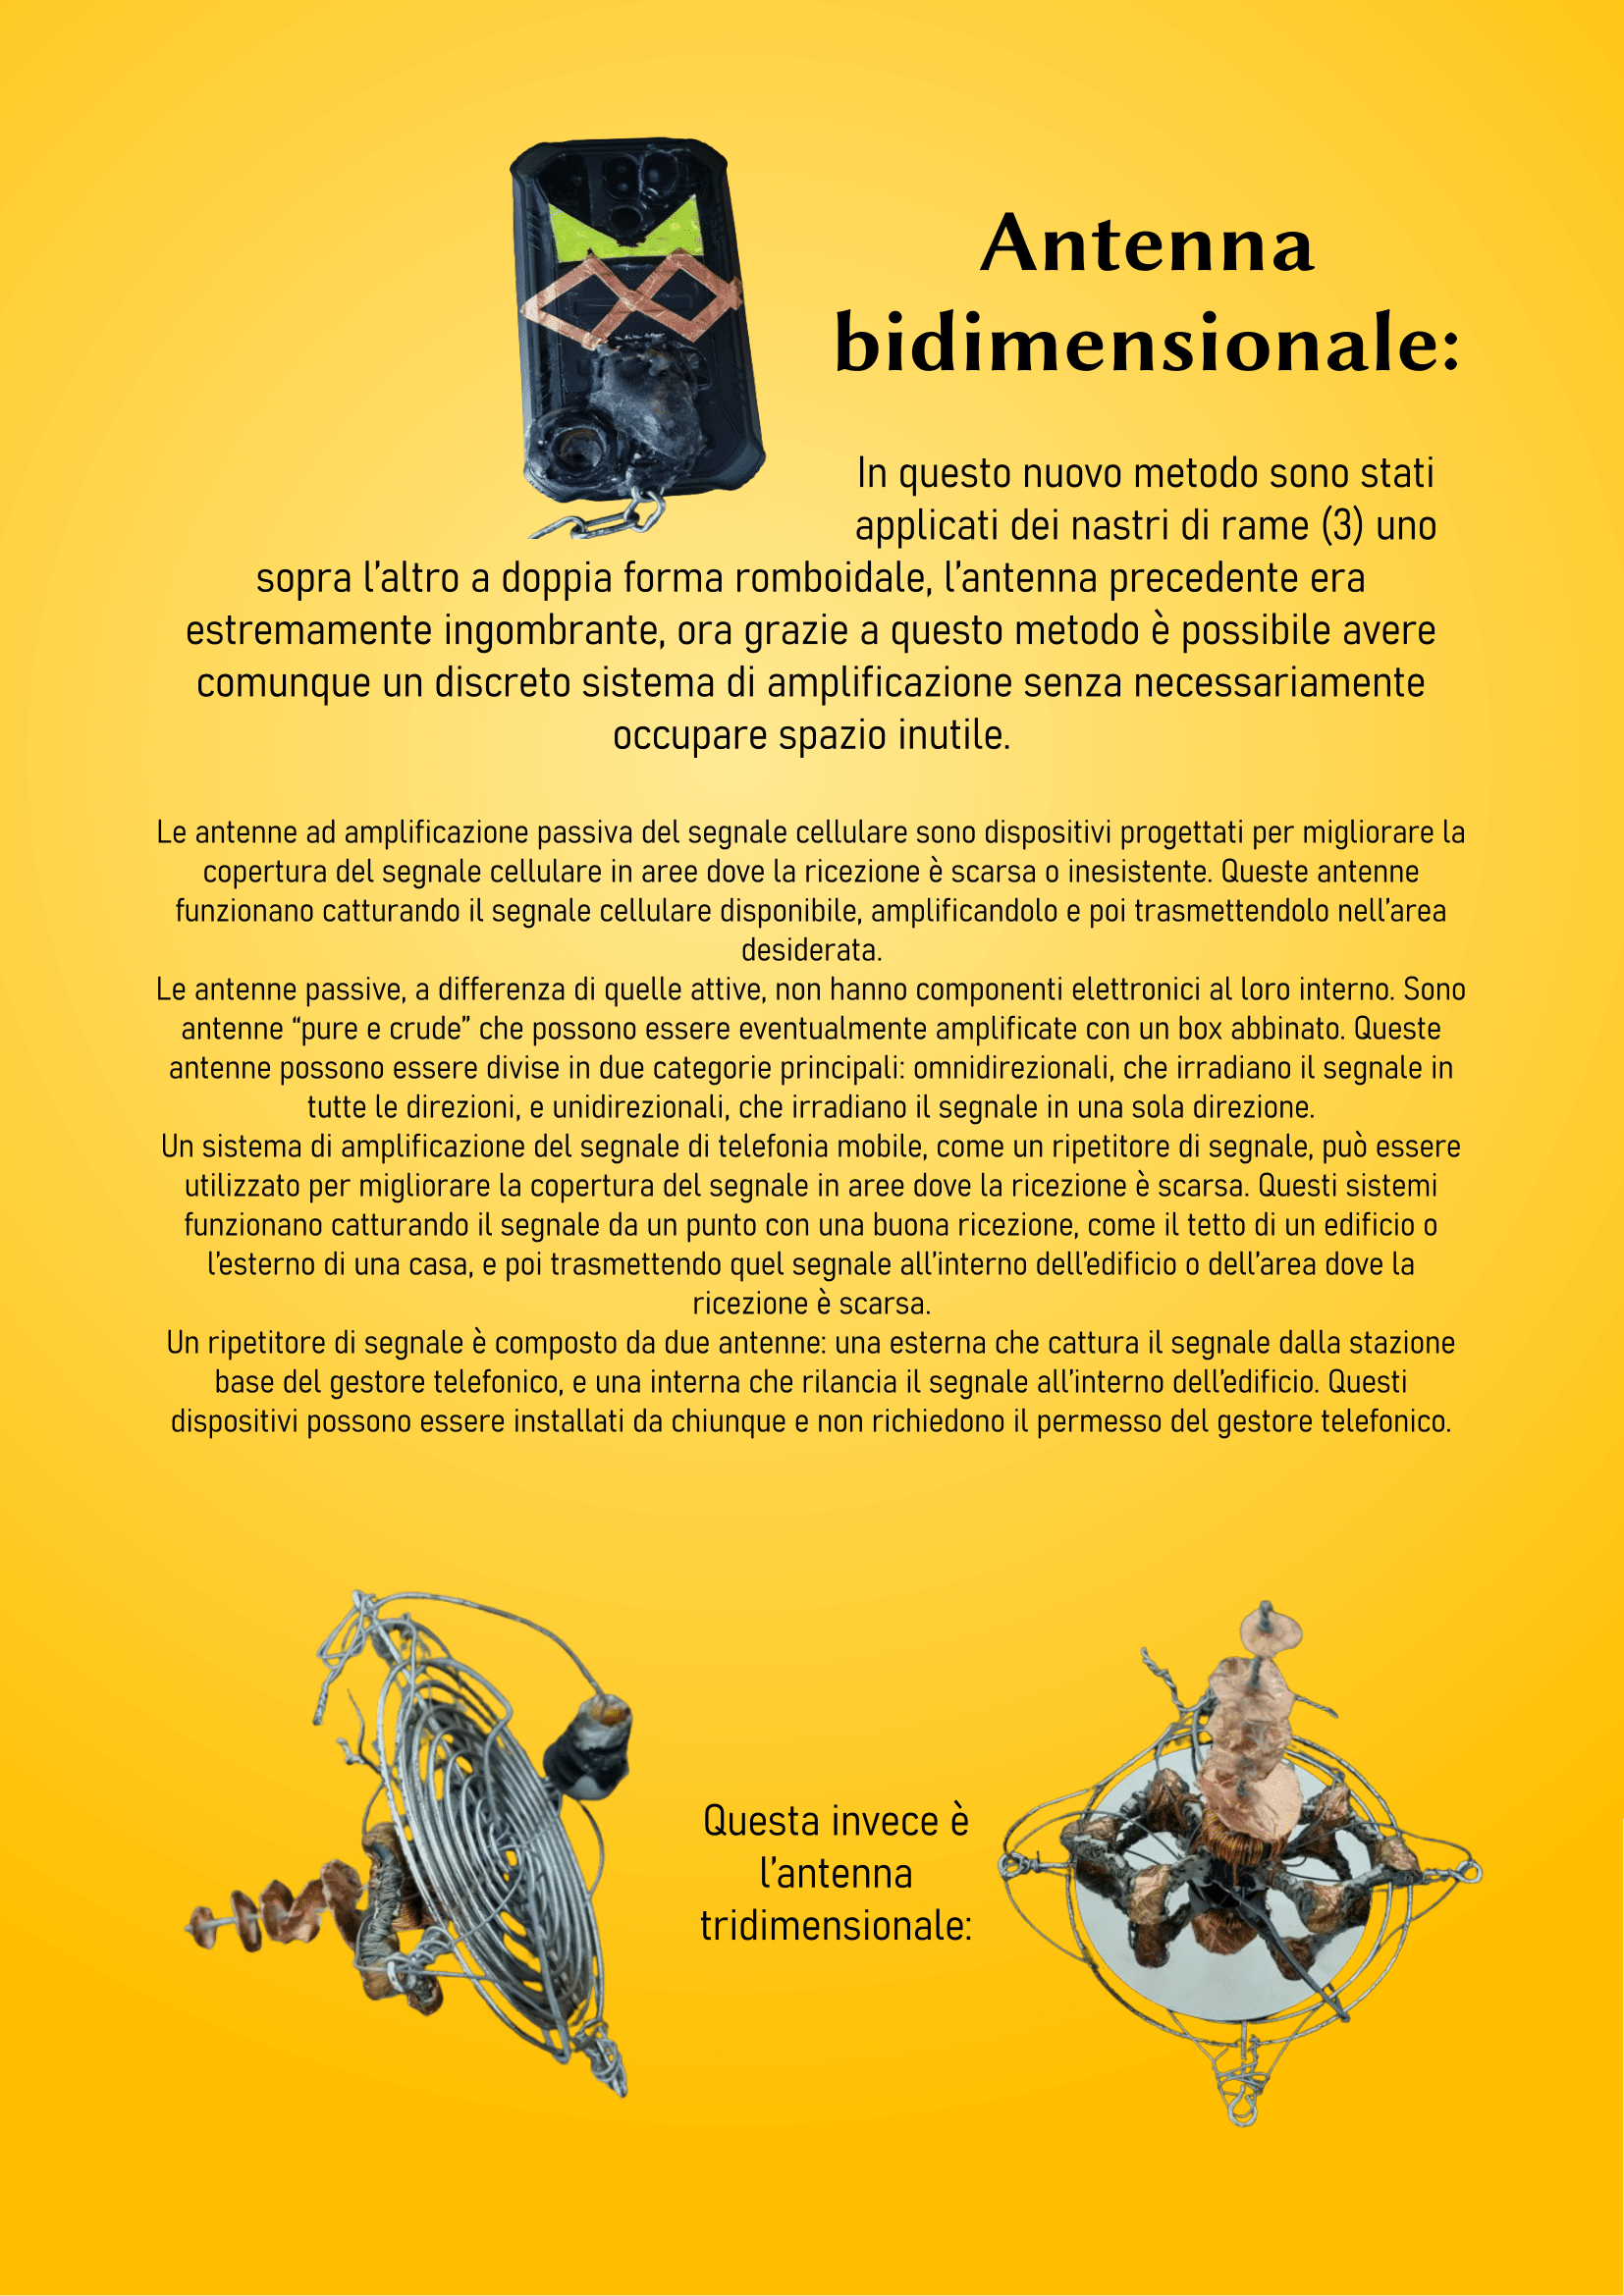 Antenna
bidimensionale:
In questo nuovo metodo sono stati
applicati dei nastri di rame (3) uno
sopra l’altro a doppia forma romboidale, l’antenna precedente era
estremamente ingombrante, ora grazie a questo metodo è possibile avere
comunque un discreto sistema di amplificazione senza necessariamente
occupare spazio inutile.
Le antenne ad amplificazione passiva del segnale cellulare sono dispositivi progettati per migliorare la
copertura del segnale cellulare in aree dove la ricezione è scarsa o inesistente. Queste antenne
funzionano catturando il segnale cellulare disponibile, amplificandolo e poi trasmettendolo nell’area
desiderata.
Le antenne passive, a differenza di quelle attive, non hanno componenti elettronici al loro interno. Sono
antenne “pure e crude” che possono essere eventualmente amplificate con un box abbinato. Queste
antenne possono essere divise in due categorie principali: omnidirezionali, che irradiano il segnale in
tutte le direzioni, e unidirezionali, che irradiano il segnale in una sola direzione.
Un sistema di amplificazione del segnale di telefonia mobile, come un ripetitore di segnale, può essere
utilizzato per migliorare la copertura del segnale in aree dove la ricezione è scarsa. Questi sistemi
funzionano catturando il segnale da un punto con una buona ricezione, come il tetto di un edificio o
l’esterno di una casa, e poi trasmettendo quel segnale all’interno dell’edificio o dell’area dove la
ricezione è scarsa.
Un ripetitore di segnale è composto da due antenne: una esterna che cattura il segnale dalla stazione
base del gestore telefonico, e una interna che rilancia il segnale all’interno dell’edificio. Questi
dispositivi possono essere installati da chiunque e non richiedono il permesso del gestore telefonico.
Questa invece è
l’antenna
tridimensionale: